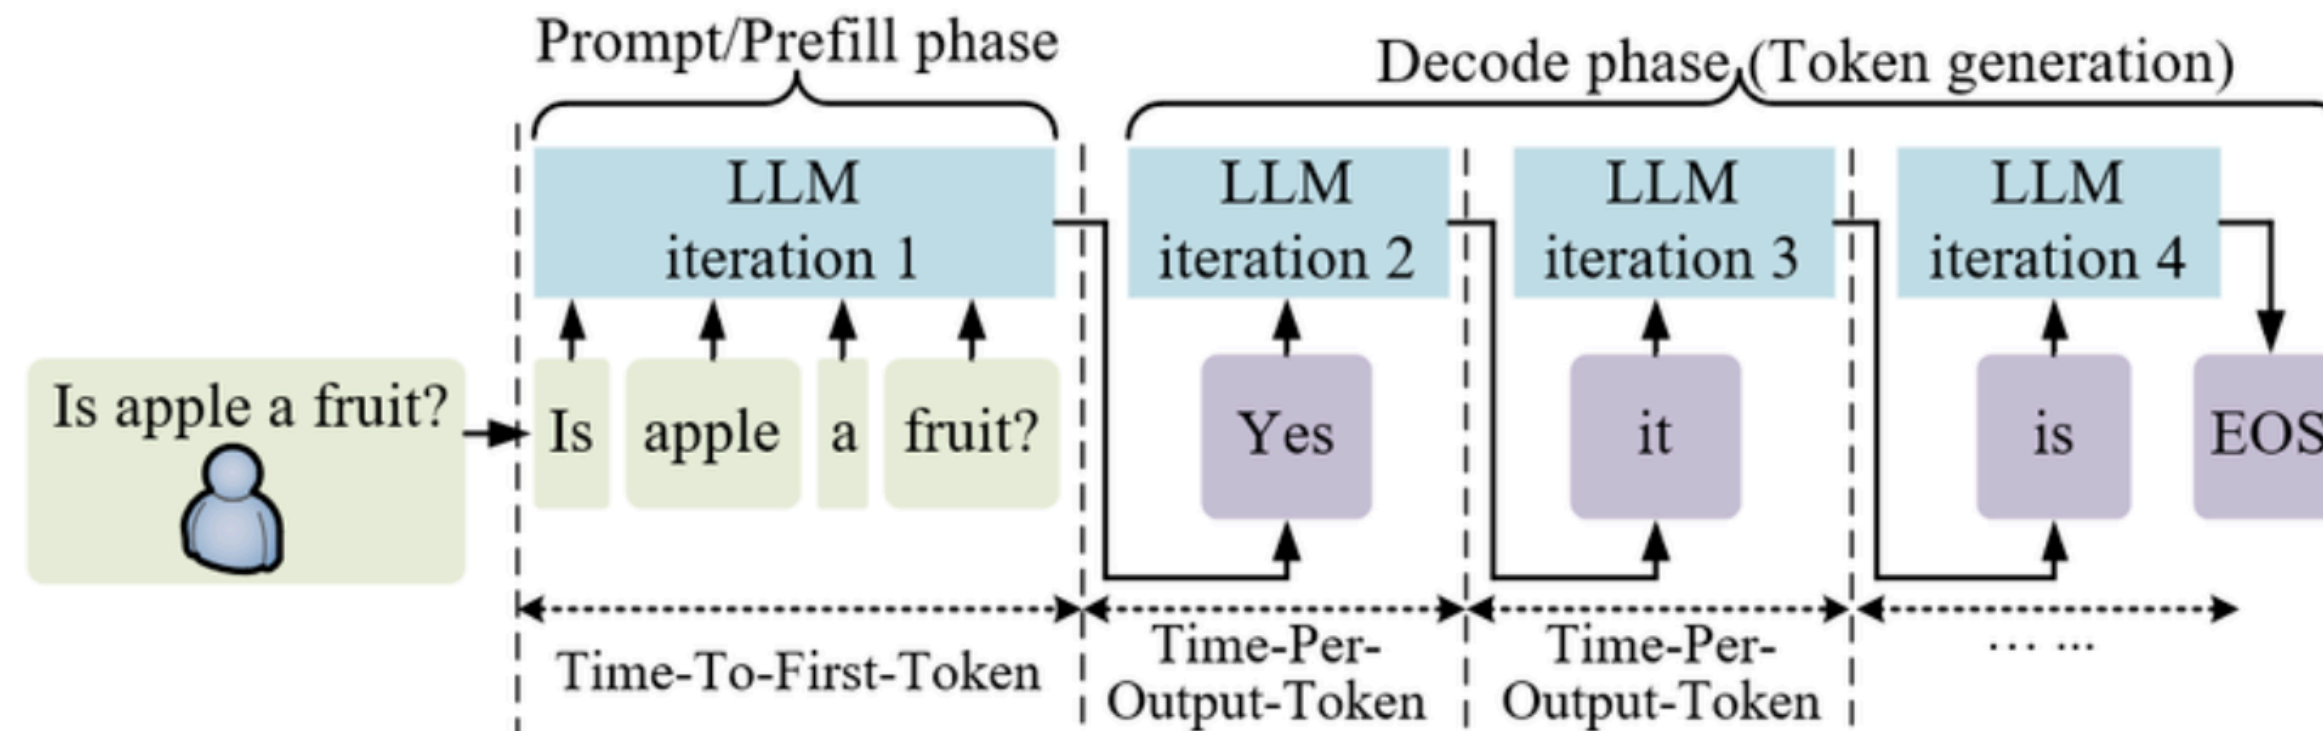 Prompt/Prefill phase
Decode phase (Token generation)
LLM
iteration 1
LLM
iteration 2
LLM
iteration 3
LLM
iteration 4
Is apple a fruit?
Is
apple
a
fruit?
Yes
it
is
EOS
Time-To-First-Token
Time-Per-
Output-Token
Time-Per-
Output-Token
... ...